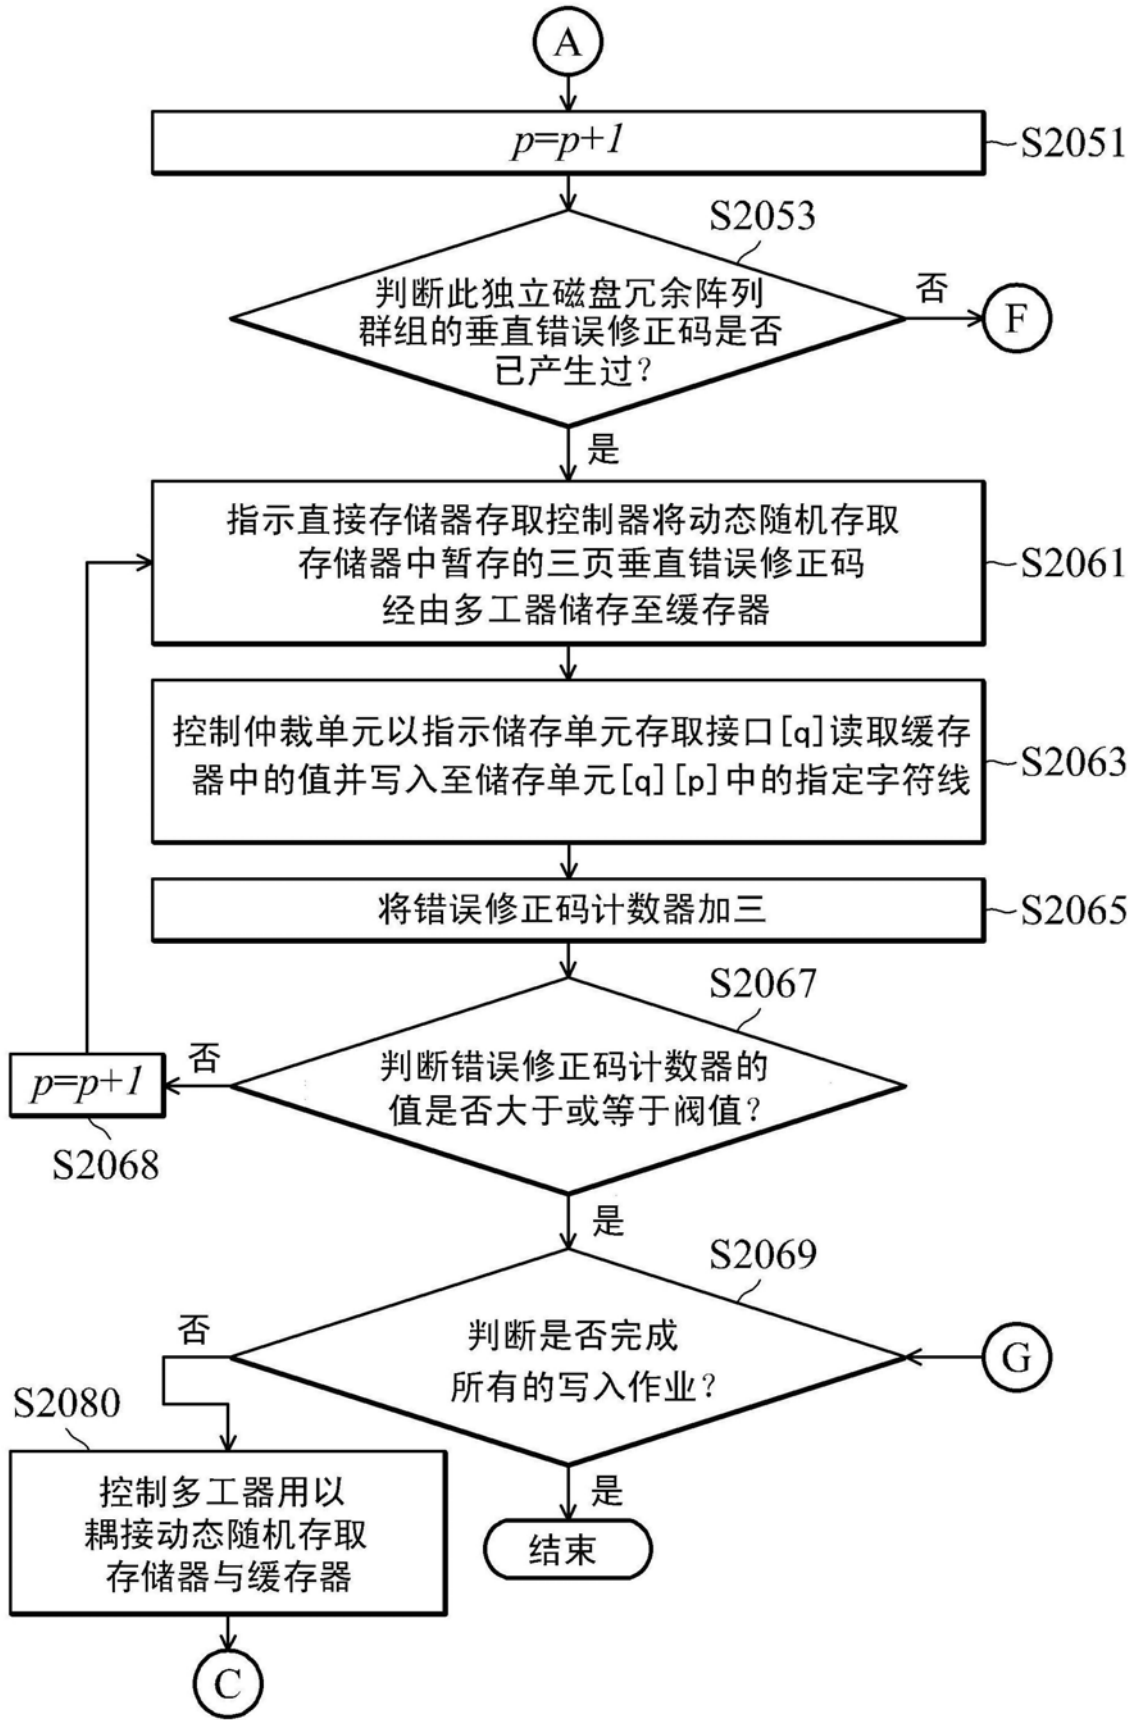 A
p=p+1
S2051
S2053
判断此独立磁盘冗余阵列
群组的垂直错误修正码是否
已产生过？
否
F
是
指示直接存储器存取控制器将动态随机存取
存储器中暂存的三页垂直错误修正码
经由多工器储存至缓存器
S2061
控制仲裁单元以指示储存单元存取接口[q]读取缓存
器中的值并写入至储存单元[q][p]中的指定字符线
S2063
将错误修正码计数器加三
S2065
S2067
判断错误修正码计数器的
值是否大于或等于阀值？
否
p=p+1
S2068
是
S2069
判断是否完成
所有的写入作业？
G
否
S2080
控制多工器用以
耦接动态随机存取
存储器与缓存器
是
结束
C